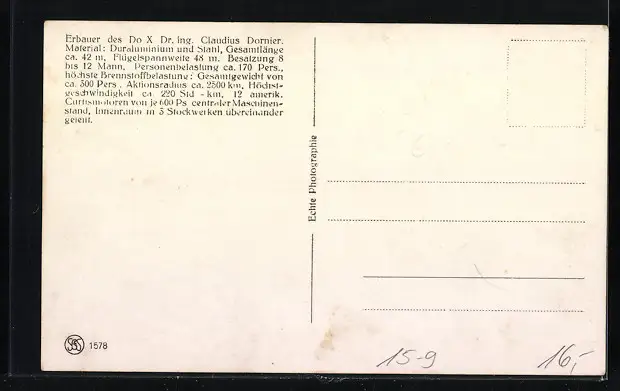 Erbauer des Do X Dr. ing. Claudius Dornier.
Material: Duraluminium und Stahl, Gesamtlänge
ca. 42 m, Flügelspannweite 48 m. Besatzung 8
bis 12 Mann. Personenbelastung ca. 170 Pers.,
höchste Brennstoffbelastung: Gesamtgewicht von
ca. 500 Pers. Aktionsradius ca. 2500 km, Höchst-
geschwindigkeit ca. 220 Std - km. 12 amerik.
Curtismotoren von je 600 Ps centraler Maschinen-
stand, Innenraum in 3 Stockwerken übereinander
geteilt.
Echte Photographie
1578
15-9
16,-